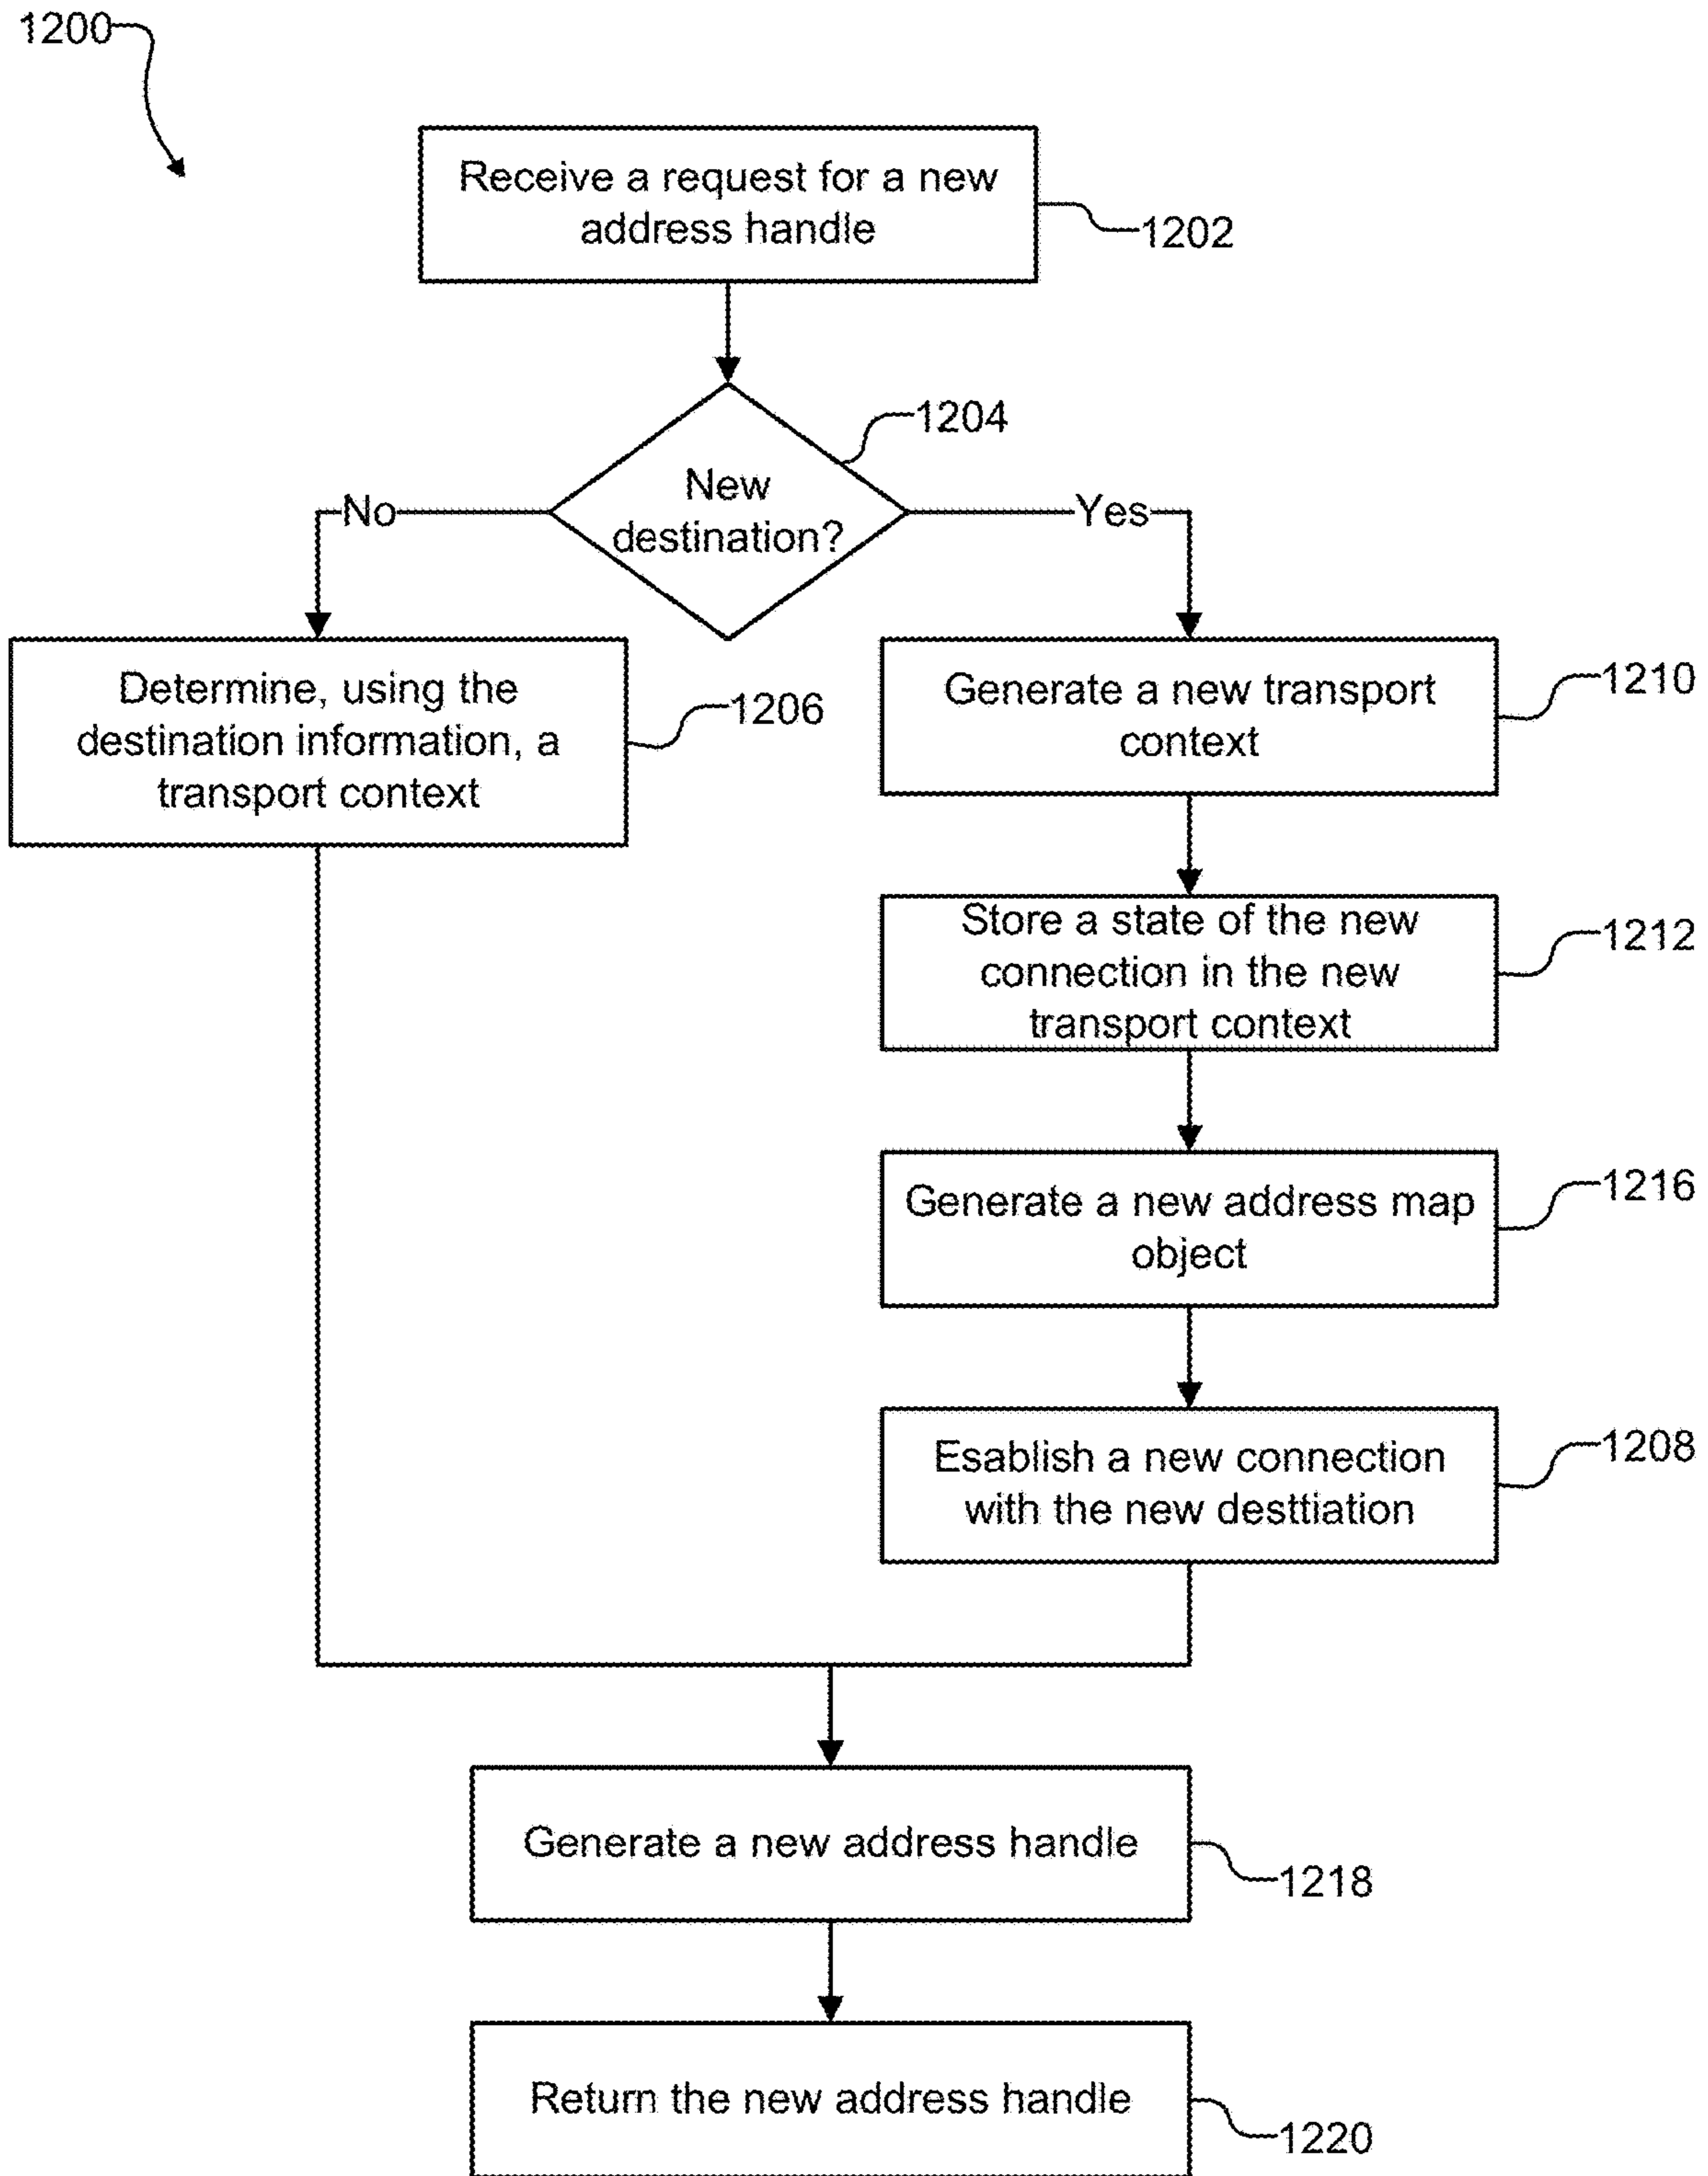 1200
Receive a request for a new
address handle
1202
1204
New
destination?
No
Yes
Determine, using the
destination information, a
transport context
1206
Generate a new transport
context
1210
Store a state of the new
connection in the new
transport context
1212
Generate a new address map
object
1216
Esablish a new connection
with the new desttiation
1208
Generate a new address handle
1218
Return the new address handle
1220